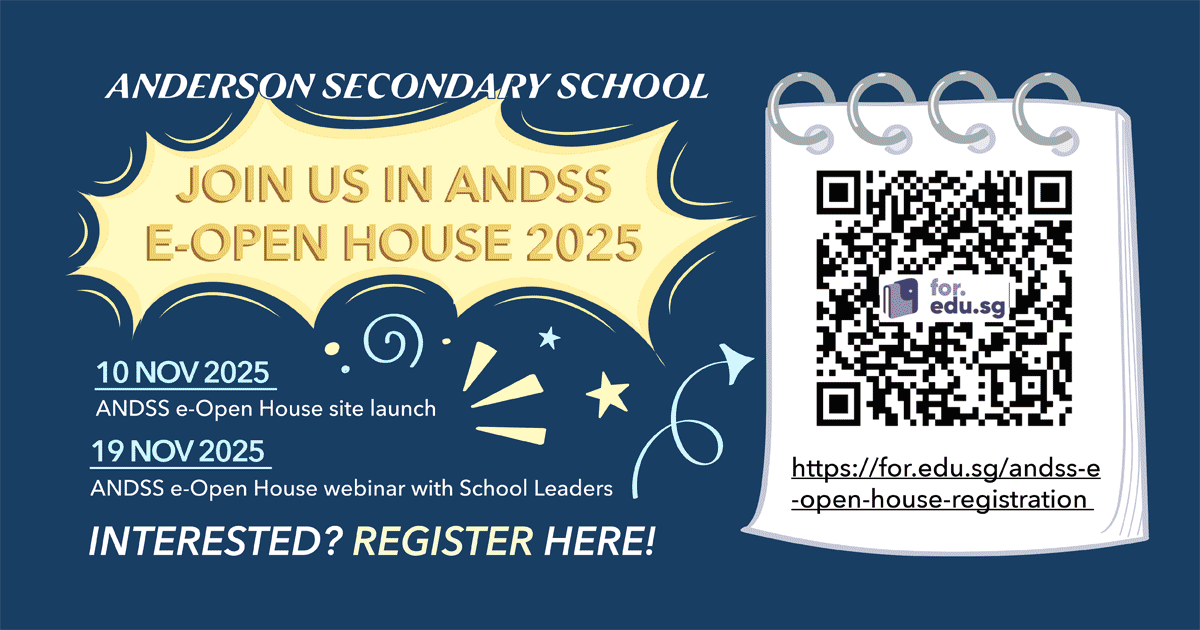 ANDERSON SECONDARY SCHOOL
JOIN US IN ANDSS
E-OPEN HOUSE 2025
10 NOV 2025
ANDSS e-Open House site launch
19 NOV 2025
ANDSS e-Open House webinar with School Leaders
INTERESTED? REGISTER HERE!
for.
edu.sg
https://for.edu.sg/andss-e
-open-house-registration